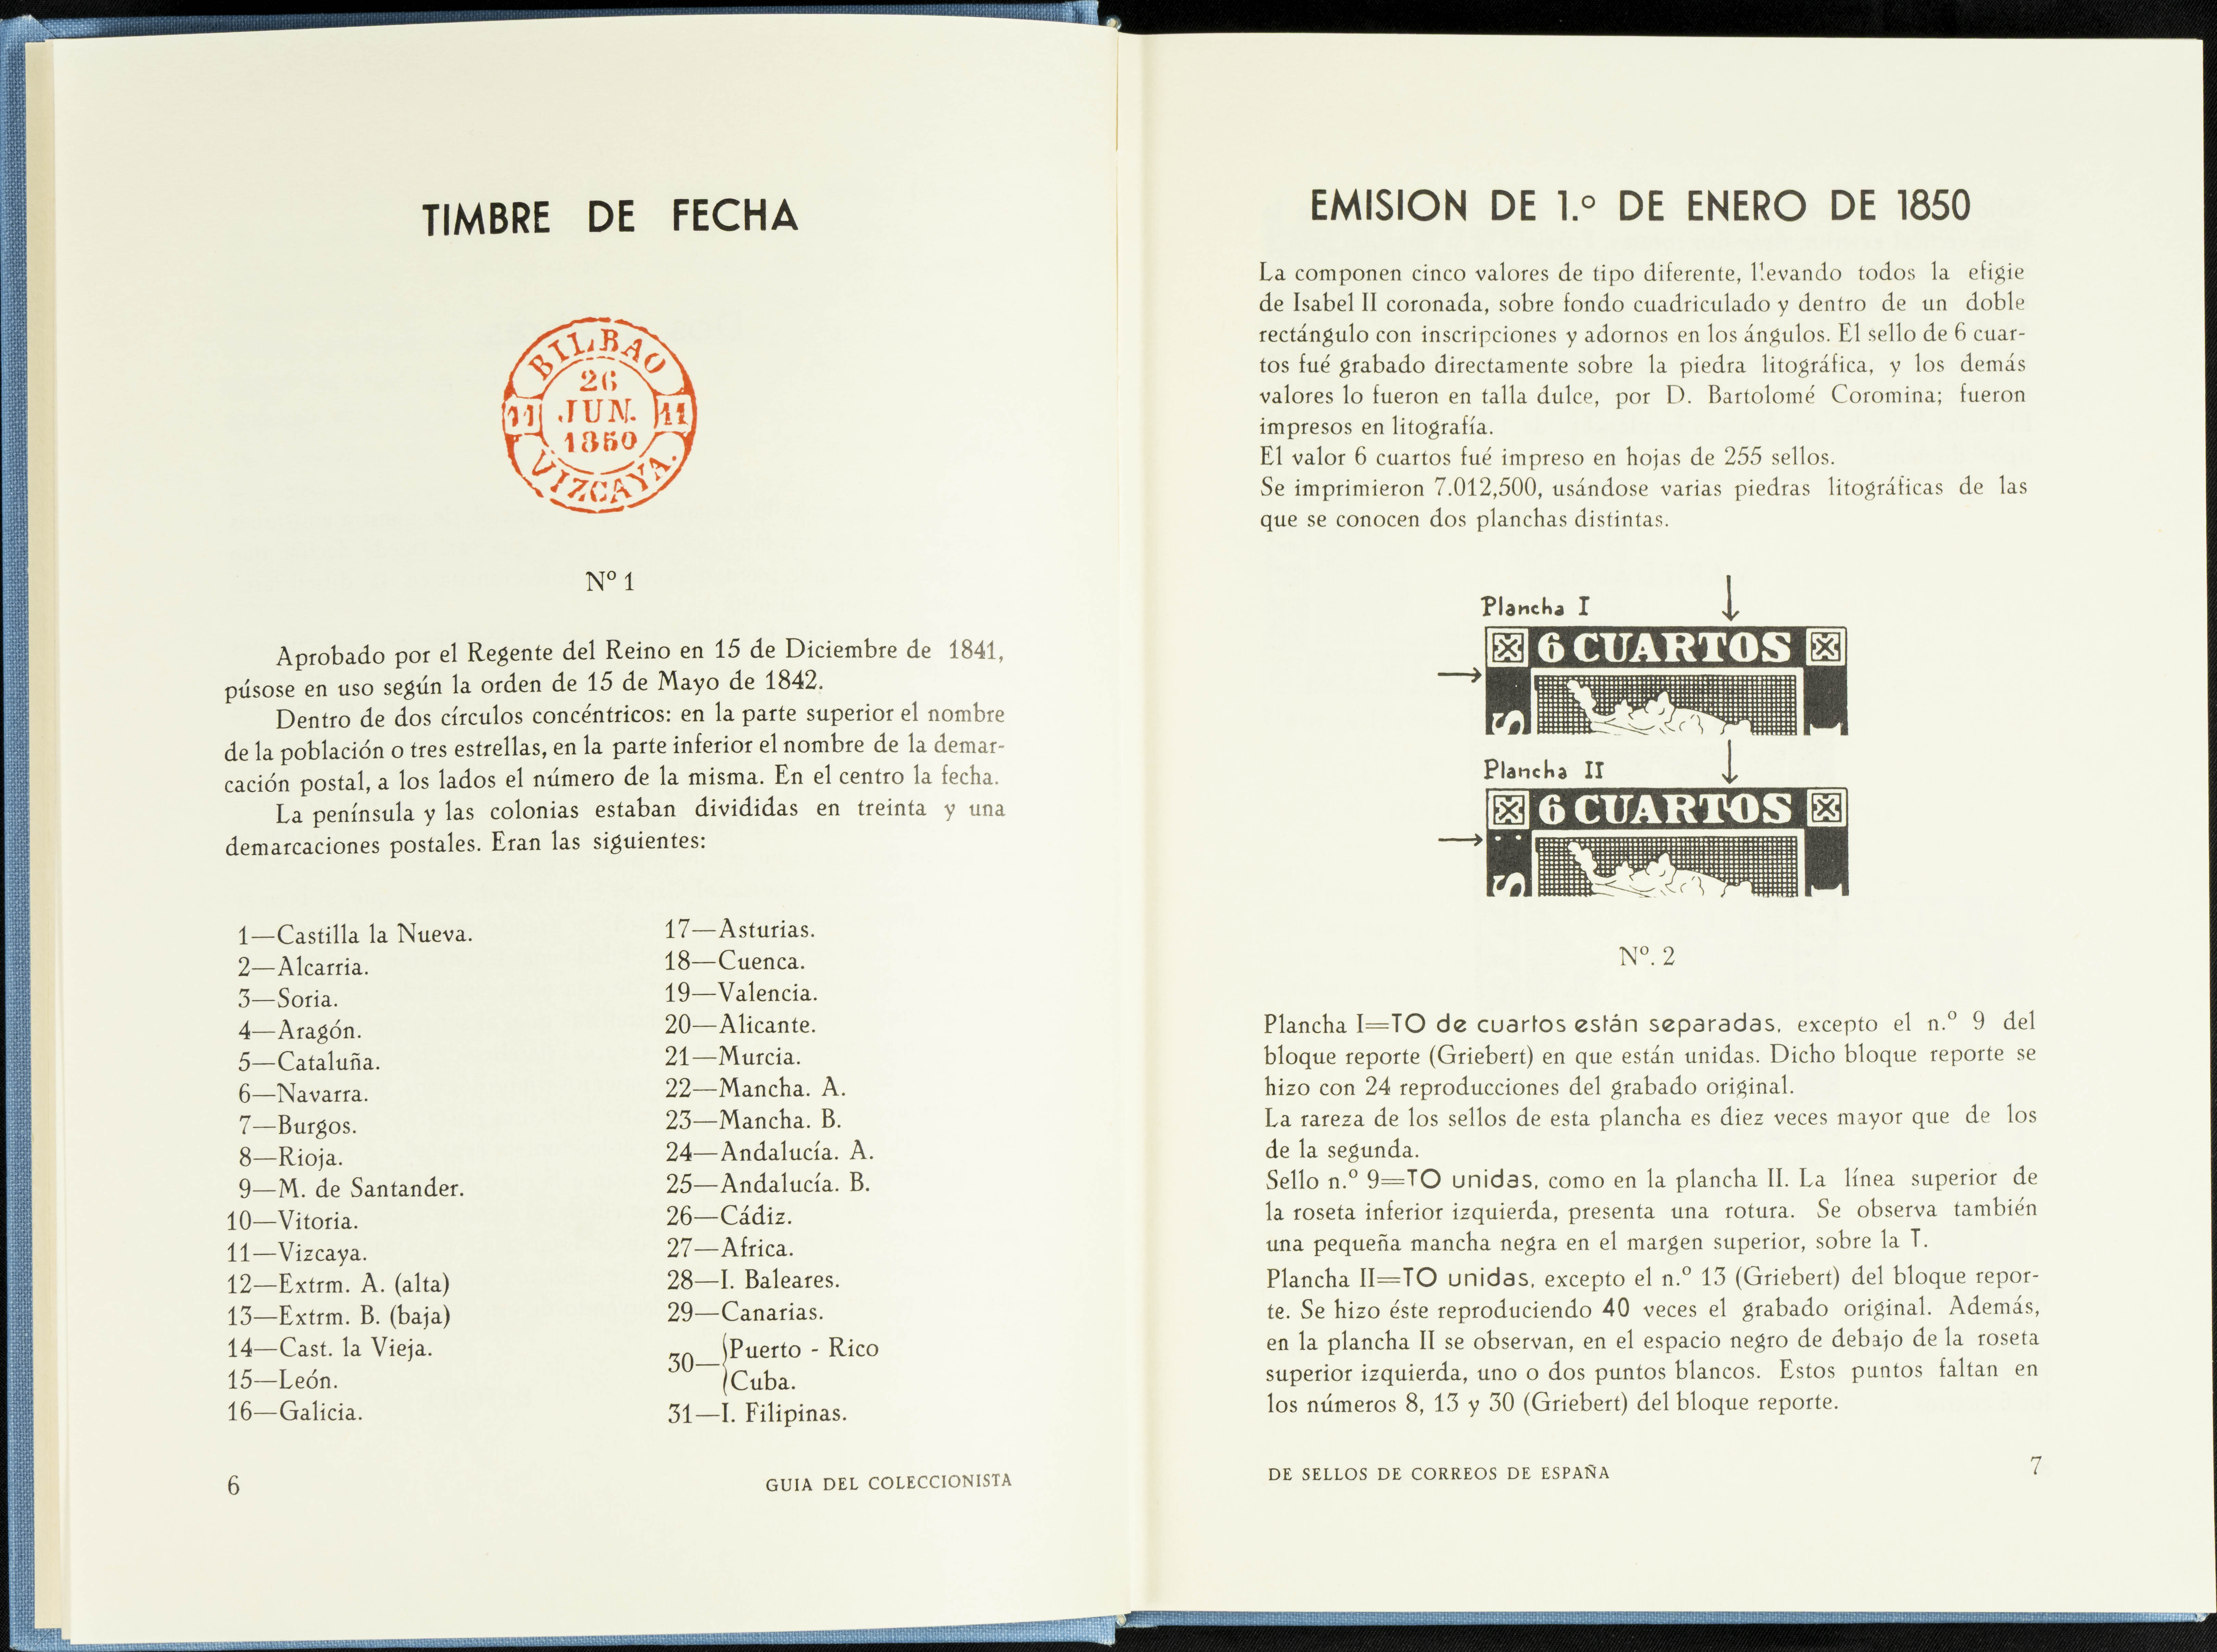 TIMBRE DE FECHA
BILBAO
26
11 JUN. 11
1850
VIZCAYA.
Nº 1
Aprobado por el Regente del Reino en 15 de Diciembre de 1841,
púsose en uso según la orden de 15 de Mayo de 1842.
Dentro de dos círculos concéntricos: en la parte superior el nombre
de la población o tres estrellas, en la parte inferior el nombre de la demar-
cación postal, a los lados el número de la misma. En el centro la fecha.
La península y las colonias estaban divididas en treinta y una
demarcaciones postales. Eran las siguientes:
1—Castilla la Nueva.
2—Alcarria.
3—Soria.
4—Aragón.
5—Cataluña.
6—Navarra.
7—Burgos.
8—Rioja.
9—M. de Santander.
10—Vitoria.
11—Vizcaya.
12—Extrm. A. (alta)
13—Extrm. B. (baja)
14—Cast. la Vieja.
15—León.
16—Galicia.
17—Asturias.
18—Cuenca.
19—Valencia.
20—Alicante.
21—Murcia.
22—Mancha. A.
23—Mancha. B.
24—Andalucía. A.
25—Andalucía. B.
26—Cádiz.
27—Africa.
28—I. Baleares.
29—Canarias.
30—Puerto - Rico
Cuba.
31—I. Filipinas.
6
GUIA DEL COLECCIONISTA
EMISION DE 1.º DE ENERO DE 1850
La componen cinco valores de tipo diferente, llevando todos la efigie
de Isabel II coronada, sobre fondo cuadriculado y dentro de un doble
rectángulo con inscripciones y adornos en los ángulos. El sello de 6 cuar-
tos fué grabado directamente sobre la piedra litográfica, y los demás
valores lo fueron en talla dulce, por D. Bartolomé Coromina; fueron
impresos en litografía.
El valor 6 cuartos fué impreso en hojas de 255 sellos.
Se imprimieron 7.012,500, usándose varias piedras litográficas de las
que se conocen dos planchas distintas.
Plancha I
6 CUARTOS
S
Plancha II
6 CUARTOS
S
Nº. 2
Plancha I=TO de cuartos están separadas, excepto el n.º 9 del
bloque reporte (Griebert) en que están unidas. Dicho bloque reporte se
hizo con 24 reproducciones del grabado original.
La rareza de los sellos de esta plancha es diez veces mayor que de los
de la segunda.
Sello n.º 9=TO unidas, como en la plancha II. La línea superior de
la roseta inferior izquierda, presenta una rotura. Se observa también
una pequeña mancha negra en el margen superior, sobre la T.
Plancha II=TO unidas, excepto el n.º 13 (Griebert) del bloque repor-
te. Se hizo éste reproduciendo 40 veces el grabado original. Además,
en la plancha II se observan, en el espacio negro de debajo de la roseta
superior izquierda, uno o dos puntos blancos. Estos puntos faltan en
los números 8, 13 y 30 (Griebert) del bloque reporte.
DE SELLOS DE CORREOS DE ESPAÑA
7